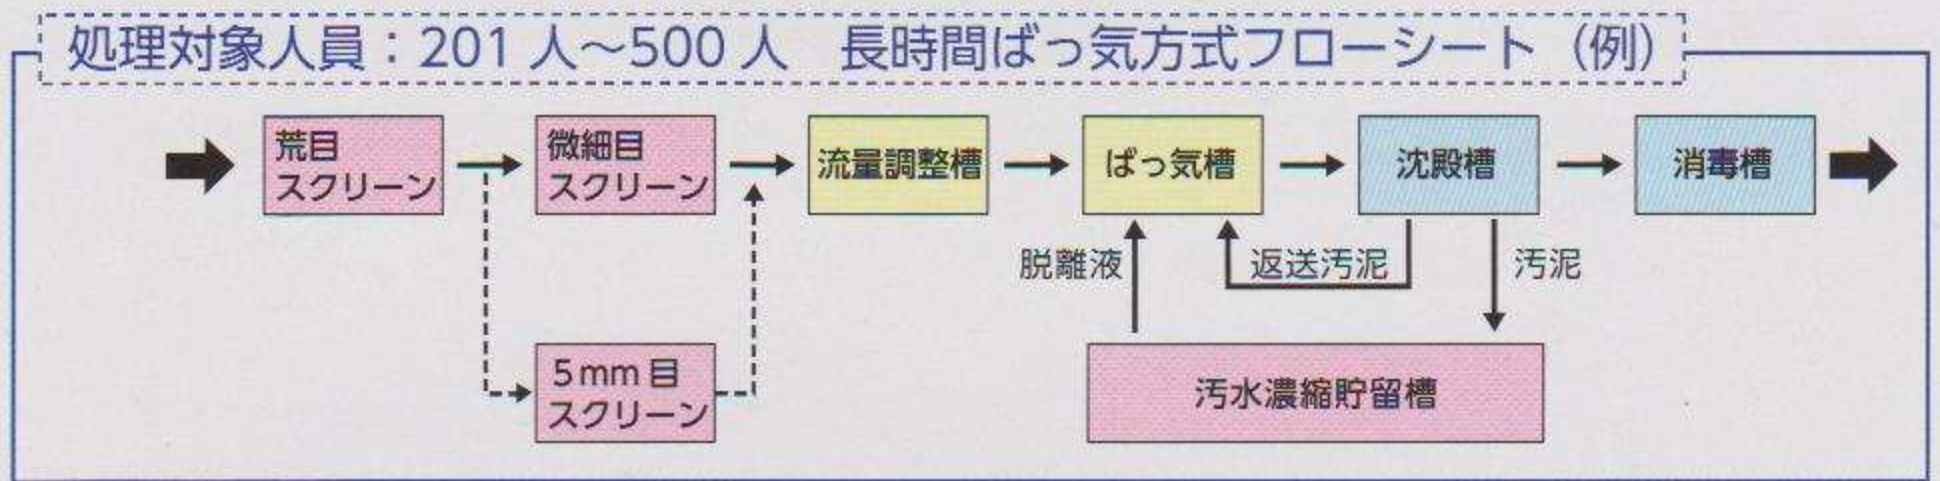 処理対象人員:201人~500人 長時間ばっ気方式フローシート(例)
荒目
スクリーン
微細目
スクリーン
流量調整槽
ばっ気槽
沈殿槽
消毒槽
脱離液
返送汚泥
汚泥
5mm目
スクリーン
汚水濃縮貯留槽